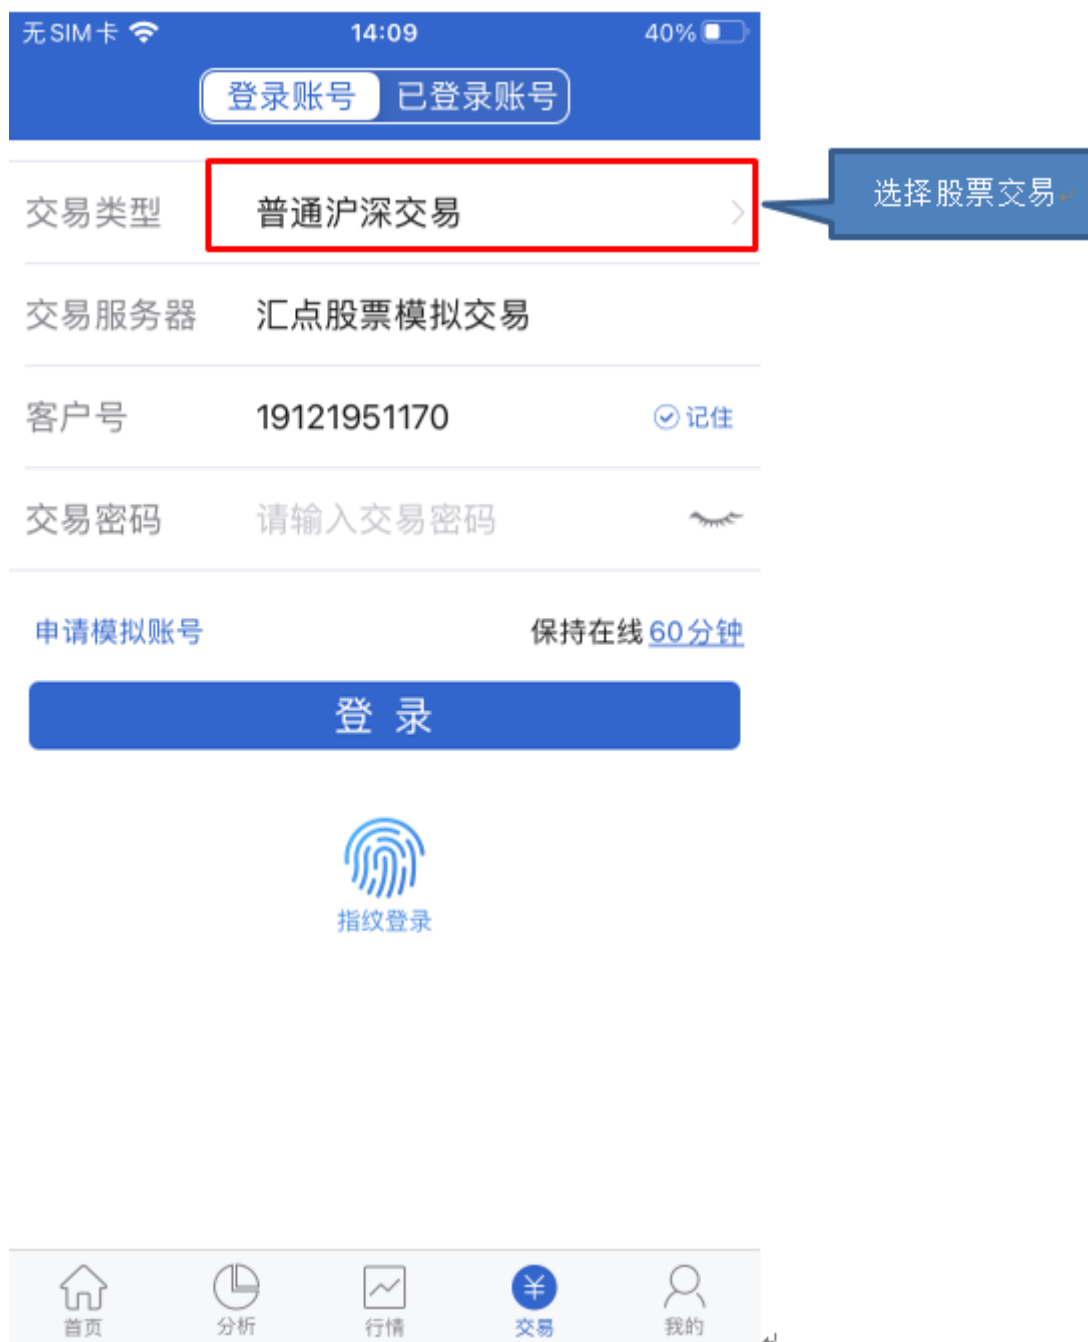 无SIM卡 14:09 40%
登录账号 已登录账号
交易类型 普通沪深交易
选择股票交易
交易服务器 汇点股票模拟交易
客户号 19121951170 记住
交易密码 请输入交易密码
申请模拟账号 保持在线 60分钟
登录
指纹登录
首页 分析 行情 交易 我的